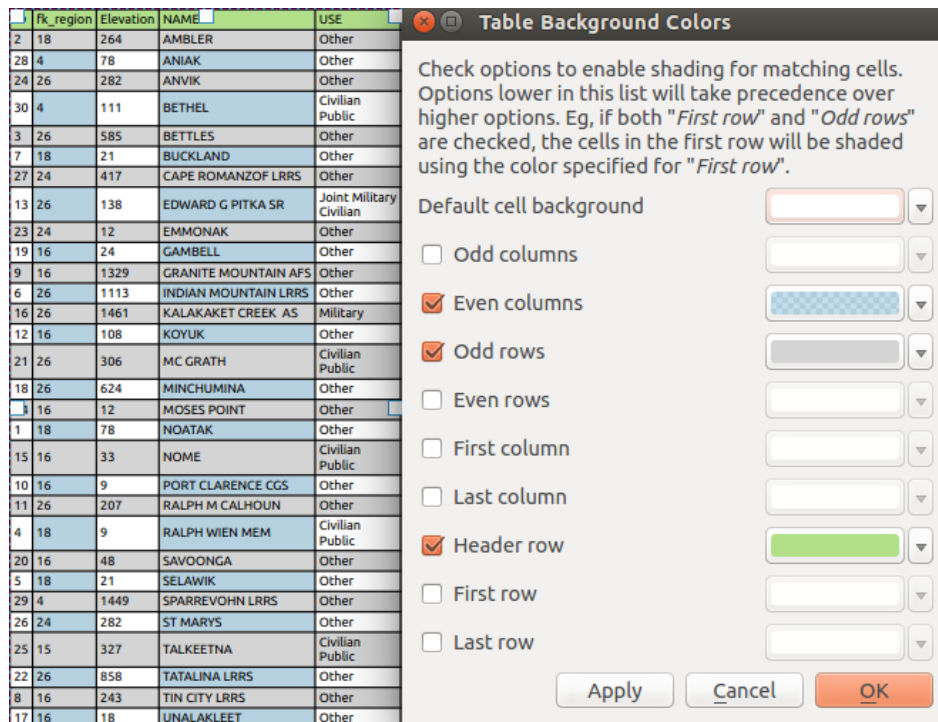 fk_region Elevation NAME USE
2 18 264 AMBLER Other
28 4 78 ANIAK Other
24 26 282 ANVIK Other
30 4 111 BETHEL Civilian Public
3 26 585 BETTLES Other
7 18 21 BUCKLAND Other
27 24 417 CAPE ROMANZOF LRRS Other
13 26 138 EDWARD G PITKA SR Joint Military Civilian
23 24 12 EMMONAK Other
19 16 24 GAMBELL Other
9 16 1329 GRANITE MOUNTAIN AFS Other
6 26 1113 INDIAN MOUNTAIN LRRS Other
16 26 1461 KALAKAKET CREEK AS Military
12 16 108 KOYUK Other
21 26 306 MC GRATH Civilian Public
18 26 624 MINCHUMINA Other
16 12 MOSES POINT Other
1 18 78 NOATAK Other
15 16 33 NOME Civilian Public
10 16 9 PORT CLARENCE CGS Other
11 26 207 RALPH M CALHOUN Other
4 18 9 RALPH WIEN MEM Civilian Public
20 16 48 SAVOONGA Other
5 18 21 SELAWIK Other
29 4 1449 SPARREVOHN LRRS Other
26 24 282 ST MARYS Other
25 15 327 TALKEETNA Civilian Public
22 26 858 TATALINA LRRS Other
8 16 243 TIN CITY LRRS Other
17 16 18 UNALAKLEET Other
Table Background Colors
Check options to enable shading for matching cells.
Options lower in this list will take precedence over
higher options. Eg, if both "First row" and "Odd rows"
are checked, the cells in the first row will be shaded
using the color specified for "First row".
Default cell background
Odd columns
Even columns
Odd rows
Even rows
First column
Last column
Header row
First row
Last row
Apply Cancel OK